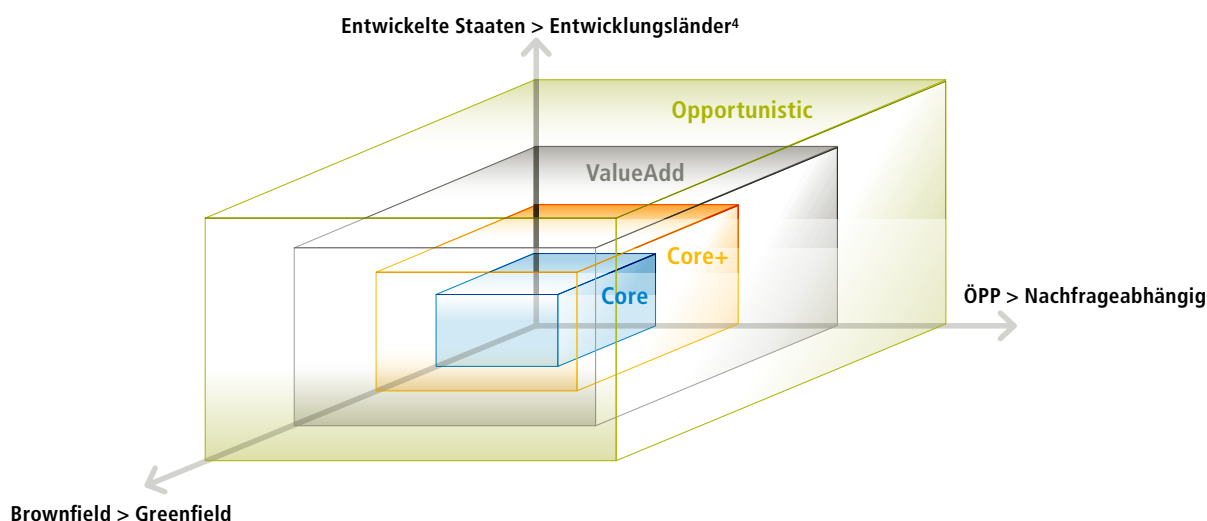 Entwickelte Staaten > Entwicklungsländer⁴
Opportunistic
ValueAdd
Core+
Core
ÖPP > Nachfrageabhängig
Brownfield > Greenfield